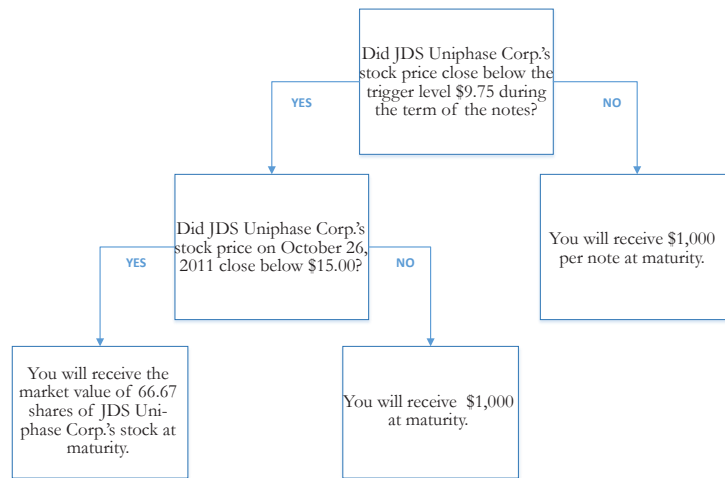 Did JDS Uniphase Corp.'s
stock price close below the
trigger level $9.75 during
the term of the notes?
YES
NO
Did JDS Uniphase Corp.'s
stock price on October 26,
2011 close below $15.00?
You will receive $1,000
per note at maturity.
YES
NO
You will receive the
market value of 66.67
shares of JDS Uni-
phase Corp.'s stock at
maturity.
You will receive $1,000
at maturity.